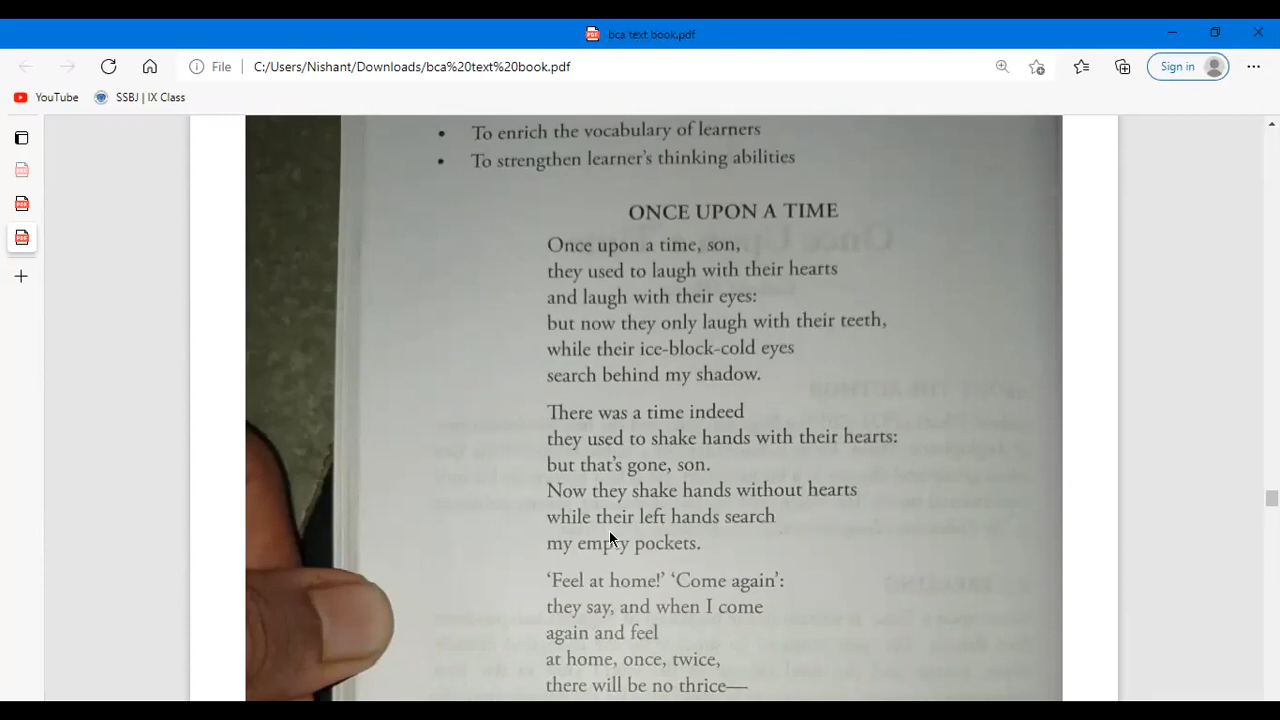 bca text book.pdf
File
C:/Users/Nishant/Downloads/bca%20text%20book.pdf
Sign in
YouTube
SSBJ | IX Class
• To enrich the vocabulary of learners
• To strengthen learner's thinking abilities
ONCE UPON A TIME
Once upon a time, son,
they used to laugh with their hearts
and laugh with their eyes:
but now they only laugh with their teeth,
while their ice-block-cold eyes
search behind my shadow.
There was a time indeed
they used to shake hands with their hearts:
but that's gone, son.
Now they shake hands without hearts
while their left hands search
my empty pockets.
'Feel at home!' 'Come again':
they say, and when I come
again and feel
at home, once, twice,
there will be no thrice—